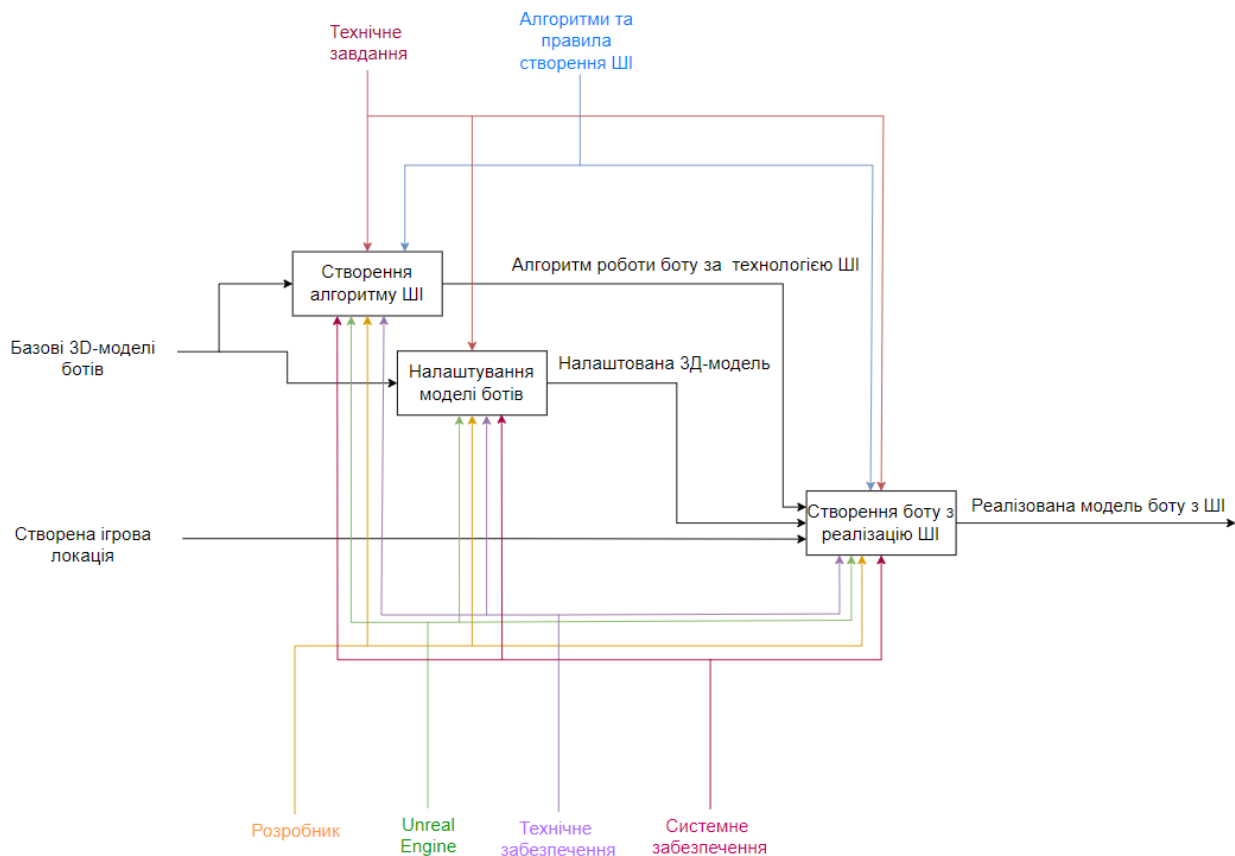 Технічне
завдання
Алгоритми та
правила
створення ШІ
Створення
алгоритму ШІ
Алгоритм роботи боту за технологією ШІ
Базові 3D-моделі
ботів
Налаштування
моделі ботів
Налаштована 3Д-модель
Створена ігрова
локація
Створення боту з
реалізацію ШІ
Реалізована модель боту з ШІ
Розробник
Unreal
Engine
Технічне
забезпечення
Системне
забезпечення